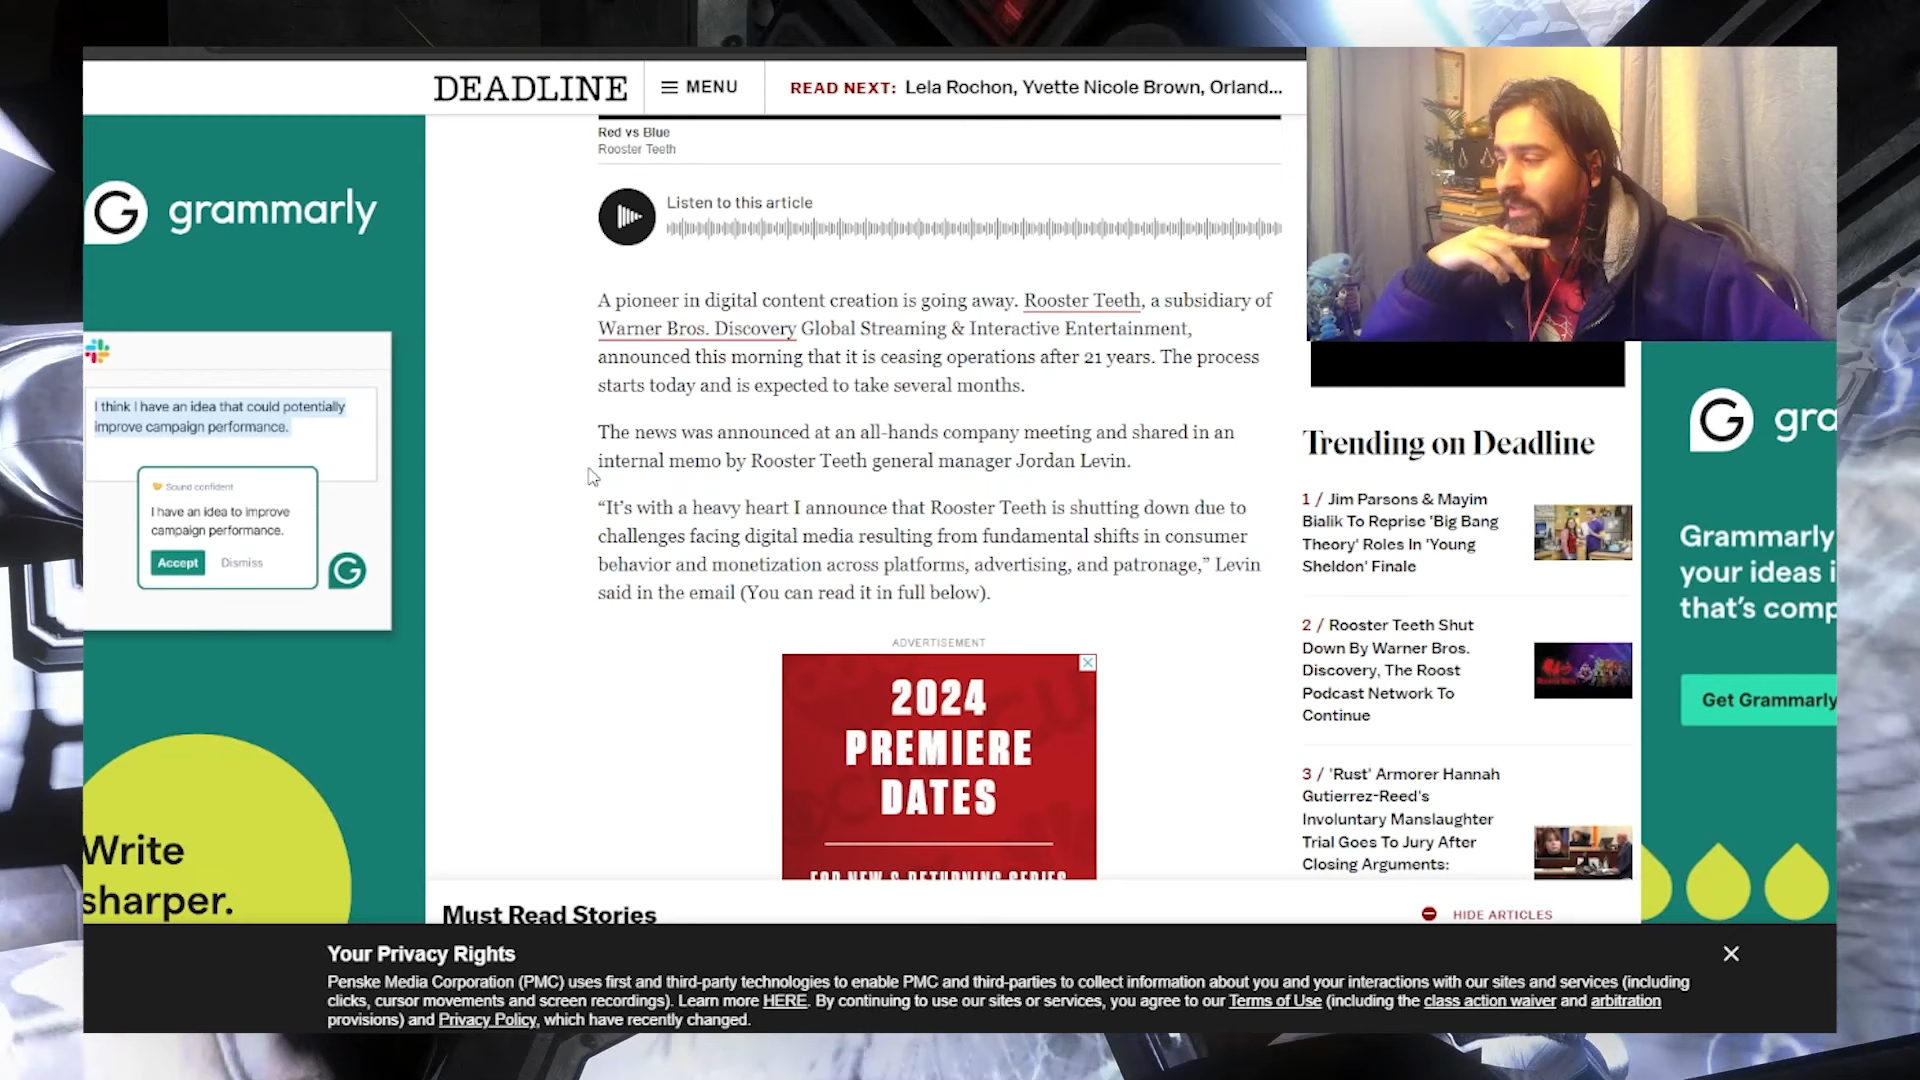 DEADLINE
MENU
READ NEXT: Lela Rochon, Yvette Nicole Brown, Orland...
Red vs Blue
Rooster Teeth
Listen to this article
A pioneer in digital content creation is going away. Rooster Teeth, a subsidiary of
Warner Bros. Discovery Global Streaming & Interactive Entertainment,
announced this morning that it is ceasing operations after 21 years. The process
starts today and is expected to take several months.
The news was announced at an all-hands company meeting and shared in an
internal memo by Rooster Teeth general manager Jordan Levin.
“It’s with a heavy heart I announce that Rooster Teeth is shutting down due to
challenges facing digital media resulting from fundamental shifts in consumer
behavior and monetization across platforms, advertising, and patronage,” Levin
said in the email (You can read it in full below).
ADVERTISEMENT
2024
PREMIERE
DATES
FOR NEW & RETURNING SERIES
grammarly
I think I have an idea that could potentially
improve campaign performance.
Sound confident
I have an idea to improve
campaign performance.
Accept
Dismiss
Write
sharper.
Trending on Deadline
1 / Jim Parsons & Mayim
Bialik To Reprise 'Big Bang
Theory' Roles In 'Young
Sheldon' Finale
2 / Rooster Teeth Shut
Down By Warner Bros.
Discovery, The Roost
Podcast Network To
Continue
3 / 'Rust' Armorer Hannah
Gutierrez-Reed's
Involuntary Manslaughter
Trial Goes To Jury After
Closing Arguments:
gra
Grammarly
your ideas i
that's comp
Get Grammarly
Must Read Stories
HIDE ARTICLES
Your Privacy Rights
Penske Media Corporation (PMC) uses first and third-party technologies to enable PMC and third-parties to collect information about you and your interactions with our sites and services (including
clicks, cursor movements and screen recordings). Learn more HERE. By continuing to use our sites or services, you agree to our Terms of Use (including the class action waiver and arbitration
provisions) and Privacy Policy, which have recently changed.